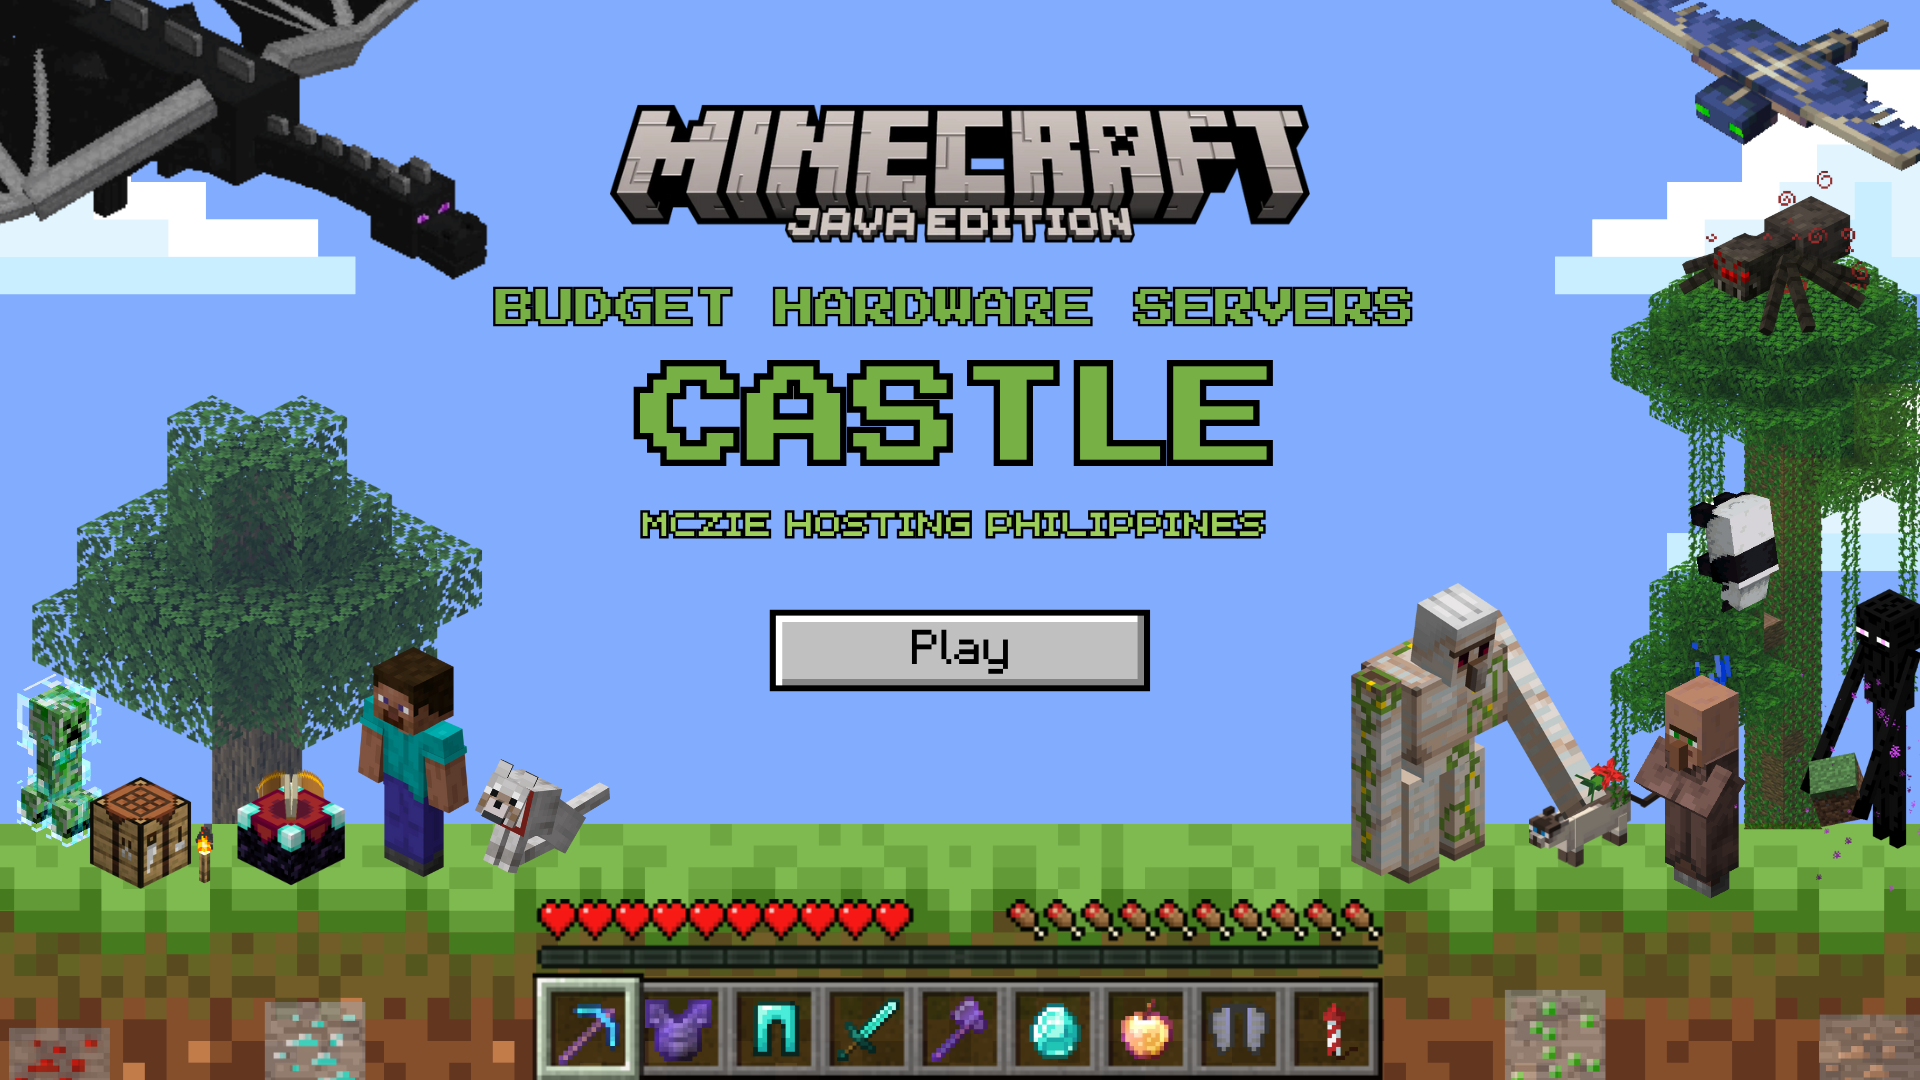 MINECRAFT
JAVA EDITION
BUDGET HARDWARE SERVERS
CASTLE
MCZIE HOSTING PHILIPPINES
Play